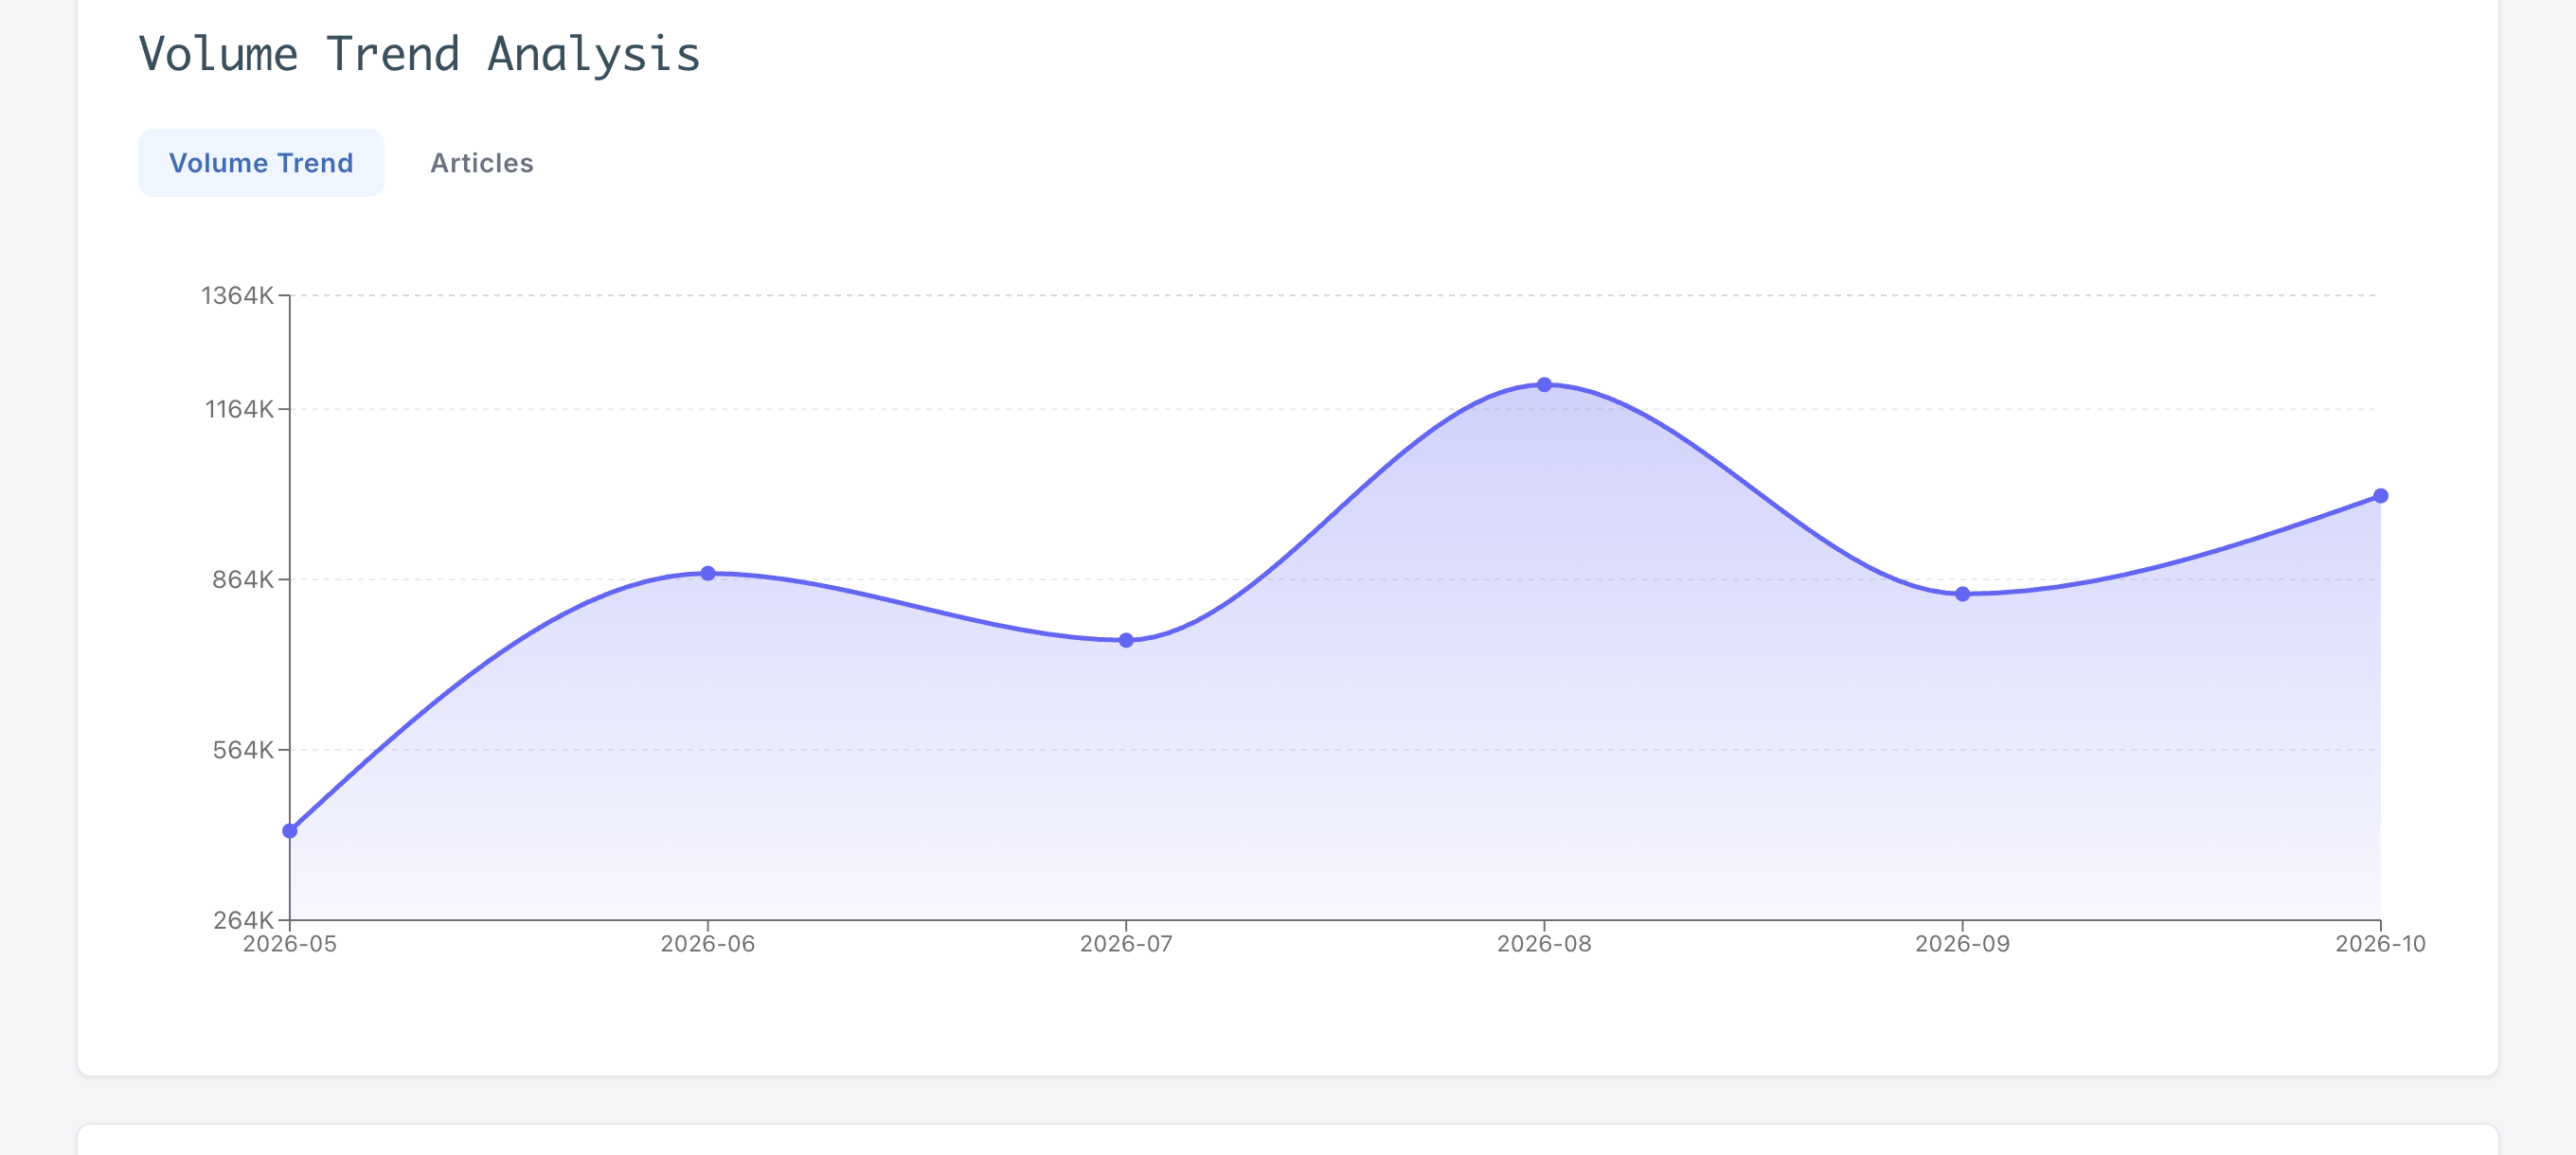 Volume Trend Analysis
Volume Trend
Articles
1364K
1164K
864K
564K
264K
2026-05
2026-06
2026-07
2026-08
2026-09
2026-10